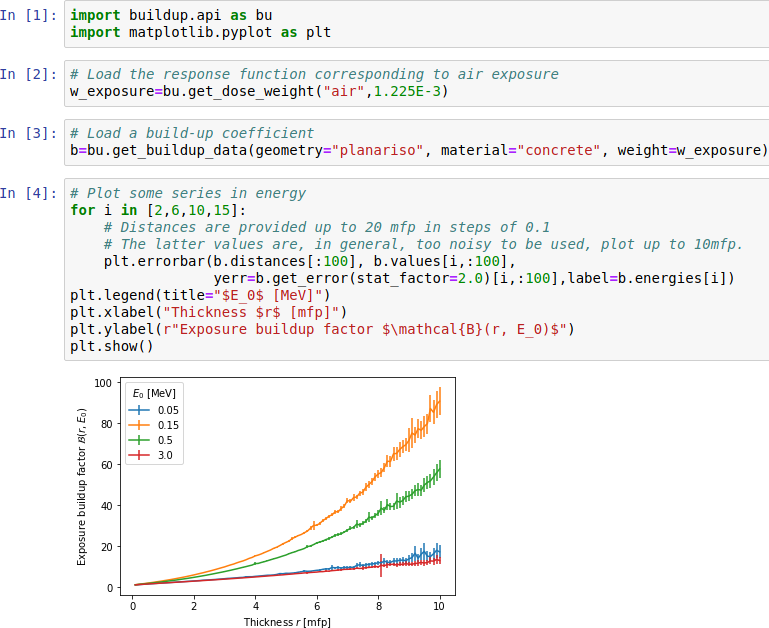 In [1]: import buildup.api as bu
import matplotlib.pyplot as plt
In [2]: # Load the response function corresponding to air exposure
w_exposure=bu.get_dose_weight("air",1.225E-3)
In [3]: # Load a build-up coefficient
b=bu.get_buildup_data(geometry="planariso", material="concrete", weight=w_exposure)
In [4]: # Plot some series in energy
for i in [2,6,10,15]:
# Distances are provided up to 20 mfp in steps of 0.1
# The latter values are, in general, too noisy to be used, plot up to 10mfp.
plt.errorbar(b.distances[:100], b.values[i,:100],
yerr=b.get_error(stat_factor=2.0)[i,:100],label=b.energies[i])
plt.legend(title="$E_0$ [MeV]")
plt.xlabel("Thickness $r$ [mfp]")
plt.ylabel(r"Exposure buildup factor $\mathcal{B}(r, E_0)$")
plt.show()
100
80
60
40
20
0
Exposure buildup factor ℬ(r, E₀)
E₀ [MeV]
0.05
0.15
0.5
3.0
0 2 4 6 8 10
Thickness r [mfp]